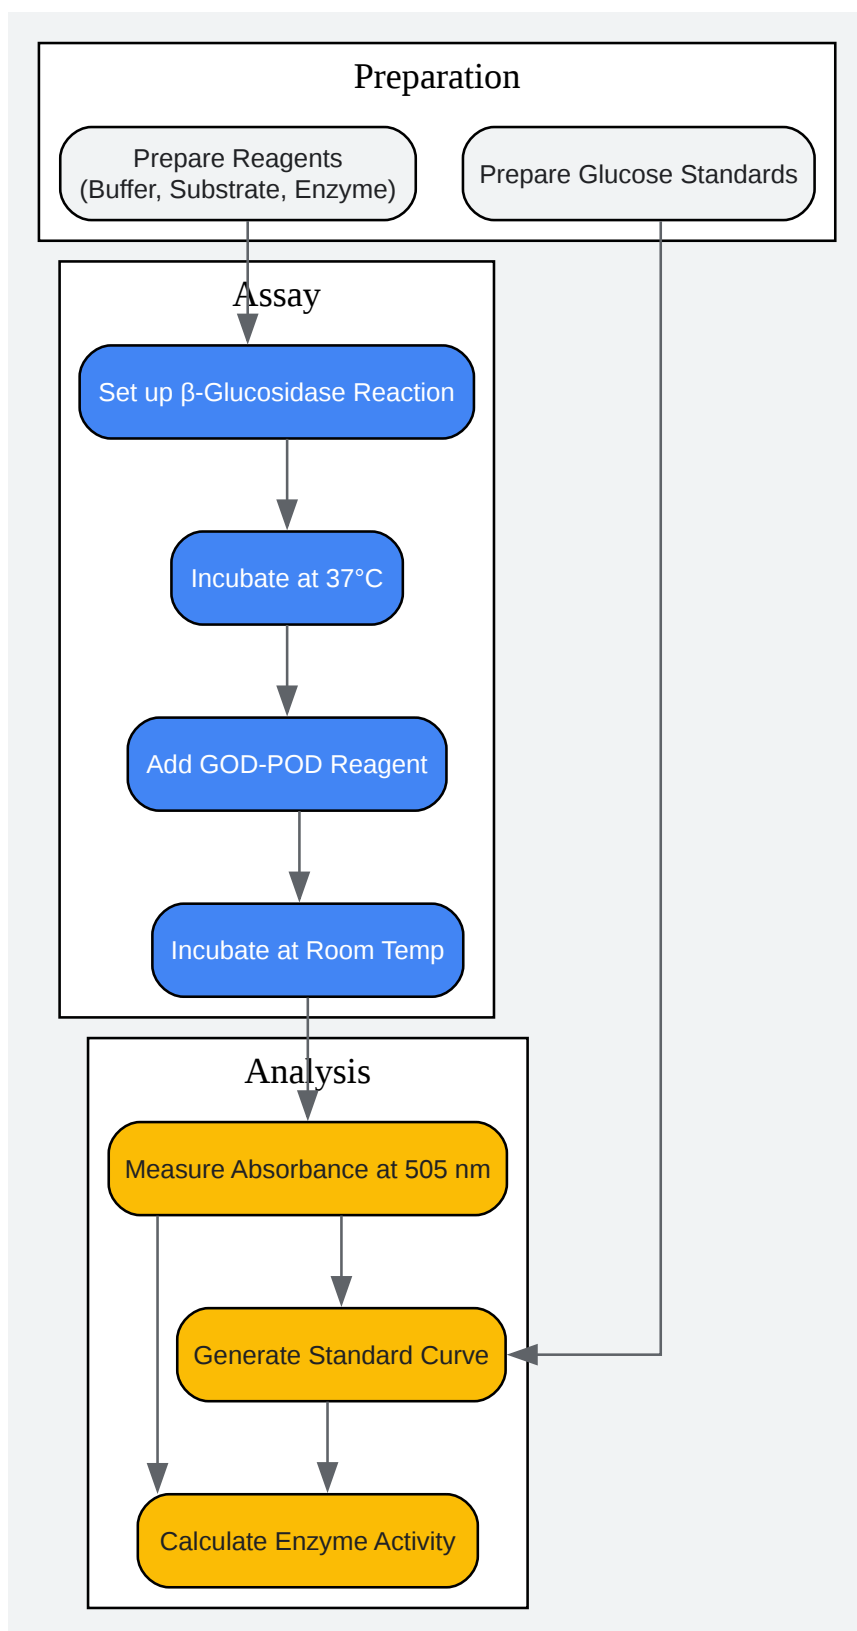 Preparation
Prepare Reagents
(Buffer, Substrate, Enzyme)
Prepare Glucose Standards
Assay
Set up β-Glucosidase Reaction
Incubate at 37°C
Add GOD-POD Reagent
Incubate at Room Temp
Analysis
Measure Absorbance at 505 nm
Generate Standard Curve
Calculate Enzyme Activity